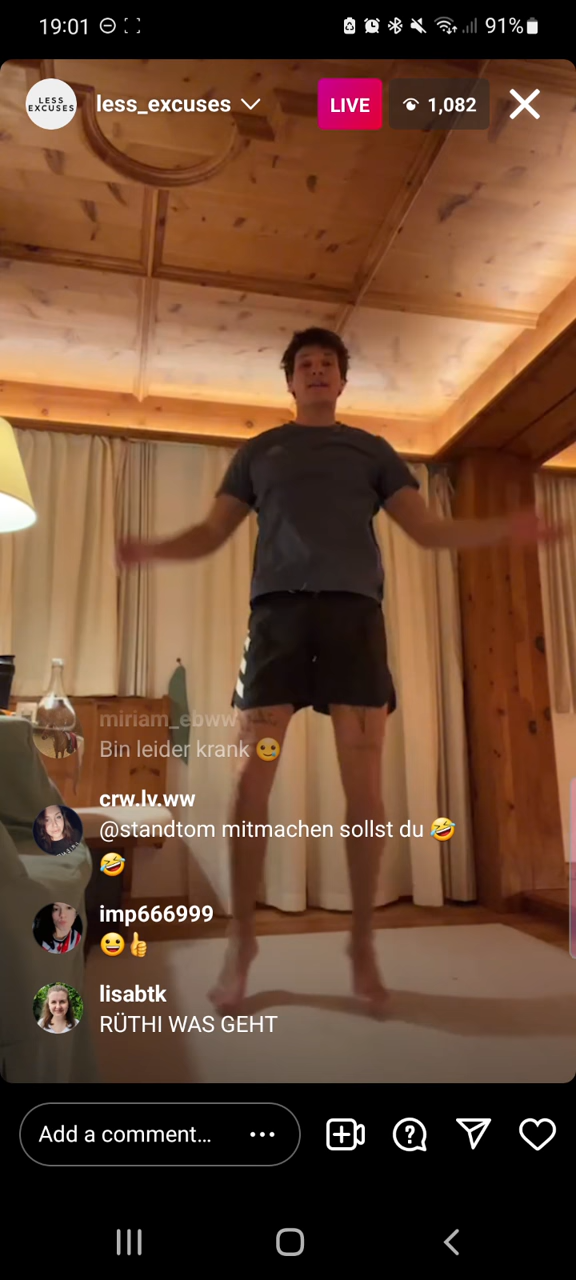 19:01
91%
LESS
EXCUSES
less_excuses
LIVE
1,082
miriam_ebww
Bin leider krank 🥲
crw.lv.ww
@standtom mitmachen sollst du 🤣
🤣
imp666999
😀👍
lisabtk
RÜTHI WAS GEHT
Add a comment...